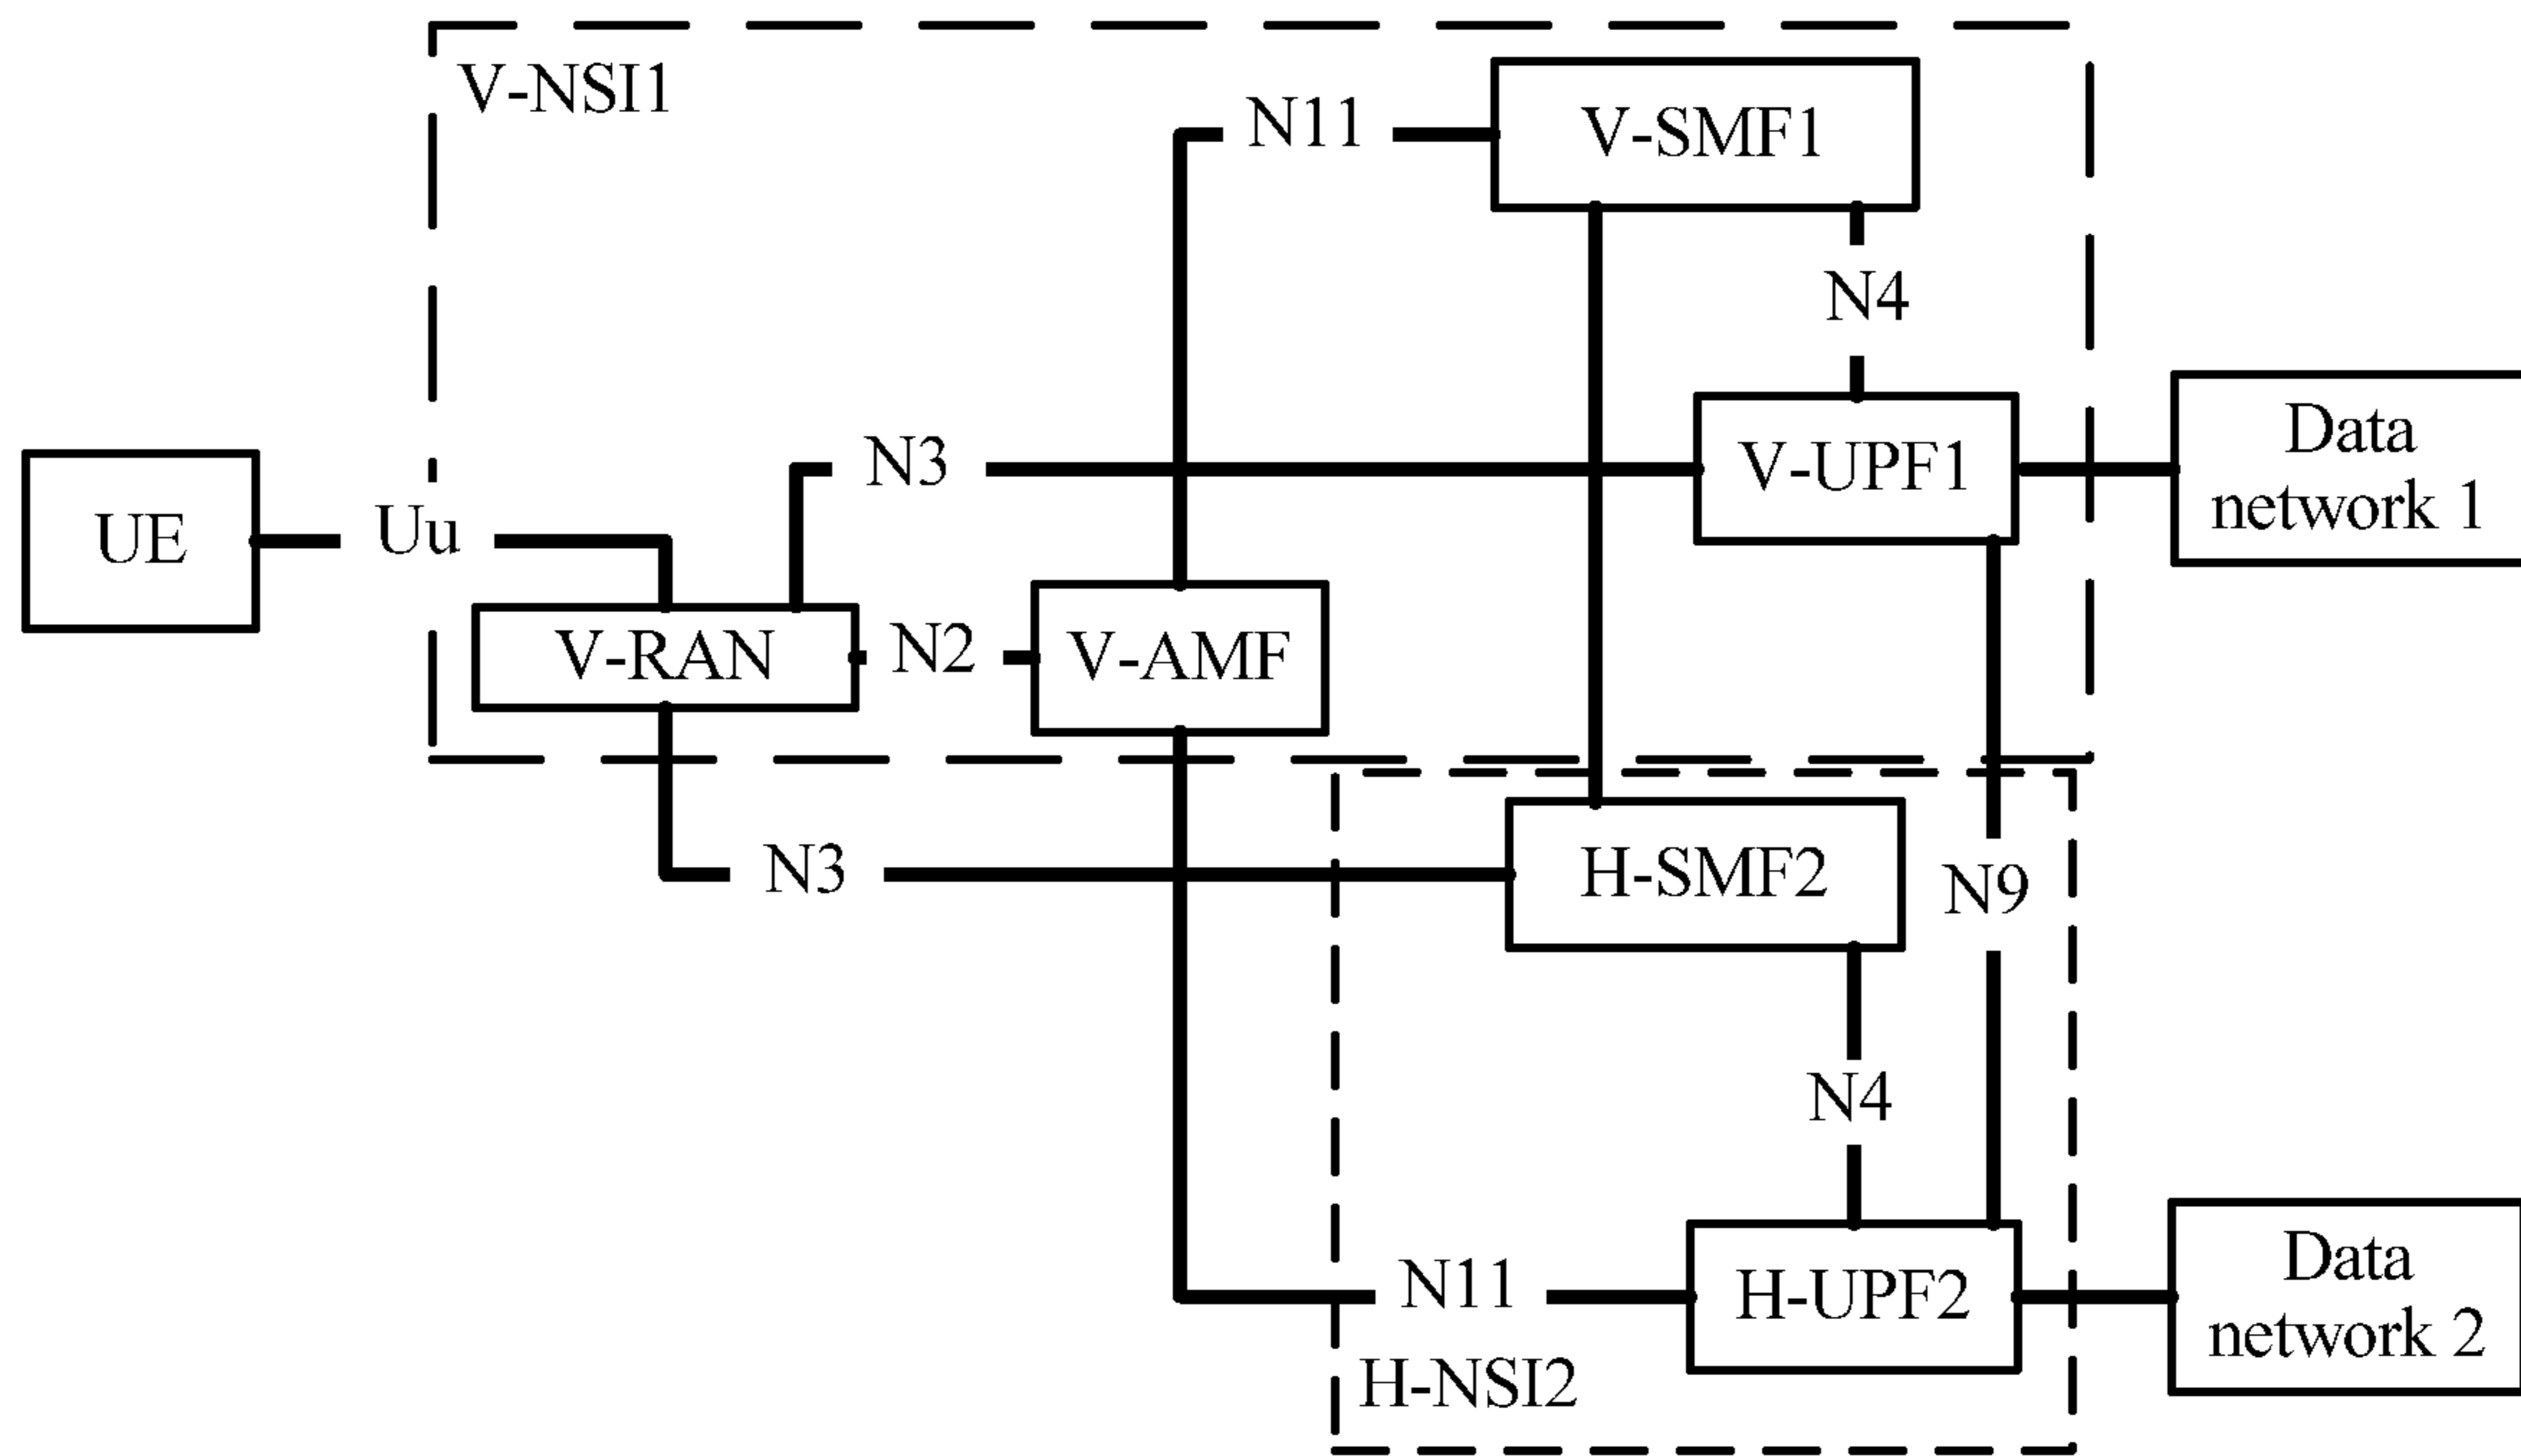 V-NSI1
V-SMF1
N11
N4
Data
network 1
N3
V-UPF1
UE
Uu
V-RAN
N2
V-AMF
N3
H-SMF2
N9
N4
Data
network 2
N11
H-UPF2
H-NSI2